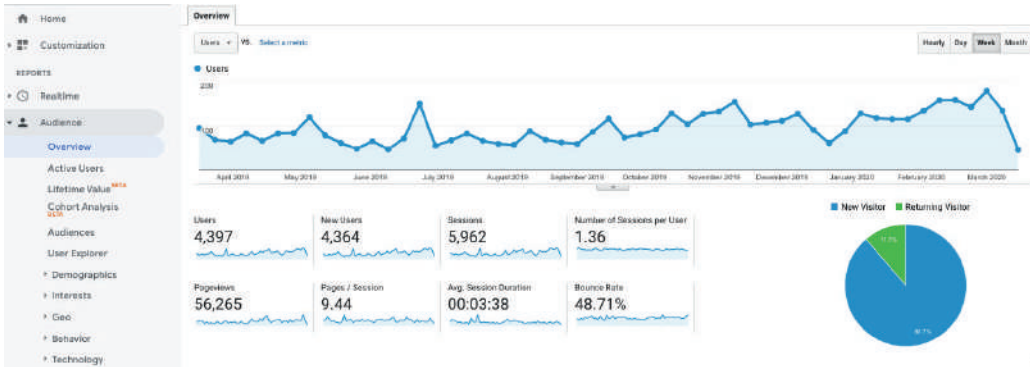 Home
Customization
REPORTS
Realtime
Audience
Overview
Active Users
Lifetime Value BETA
Cohort Analysis
BETA
Audiences
User Explorer
Demographics
Interests
Geo
Behavior
Technology
Overview
Users VS. Select a metric
Hourly Day Week Month
Users
200
100
April 2019 May 2019 June 2019 July 2019 August 2019 September 2019 October 2019 November 2019 December 2019 January 2020 February 2020 March 2020
New Visitor Returning Visitor
Users New Users Sessions Number of Sessions per User
4,397 4,364 5,962 1.36
Pageviews Pages / Session Avg. Session Duration Bounce Rate
56,265 9.44 00:03:38 48.71%